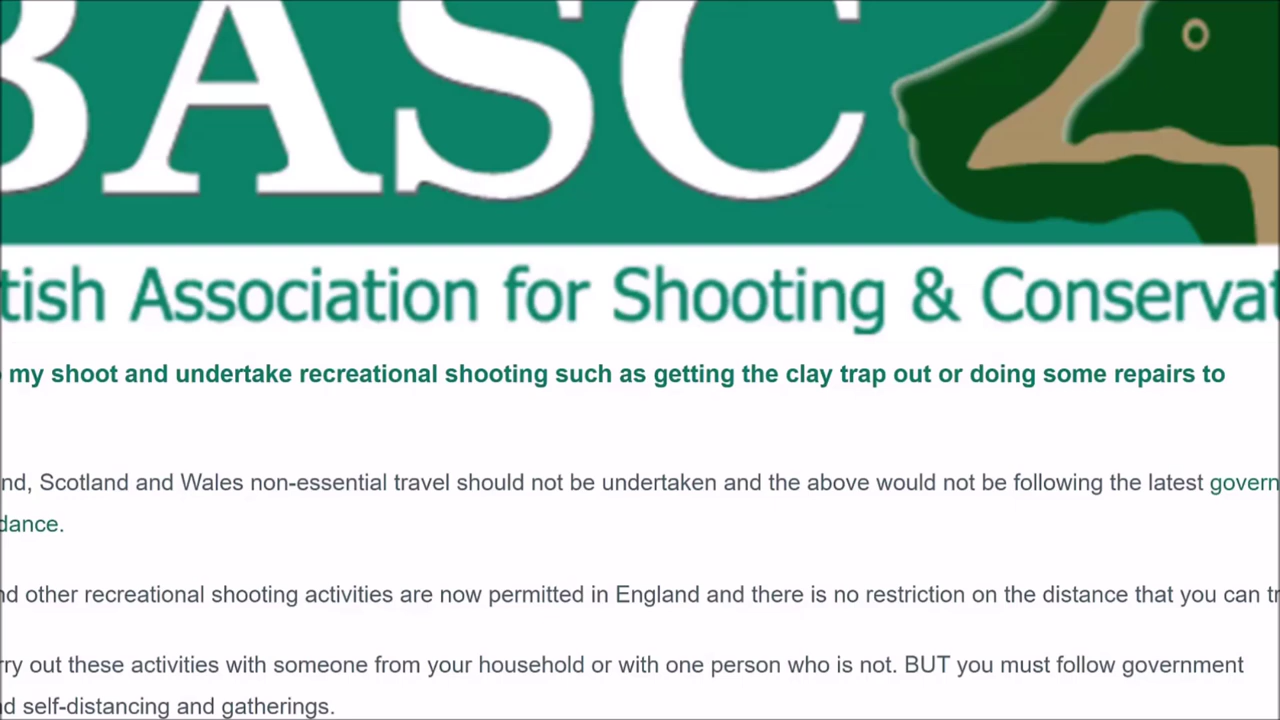 BASC
tish Association for Shooting & Conservat
my shoot and undertake recreational shooting such as getting the clay trap out or doing some repairs to
nd, Scotland and Wales non-essential travel should not be undertaken and the above would not be following the latest govern
dance.
nd other recreational shooting activities are now permitted in England and there is no restriction on the distance that you can tr
rry out these activities with someone from your household or with one person who is not. BUT you must follow government
nd self-distancing and gatherings.